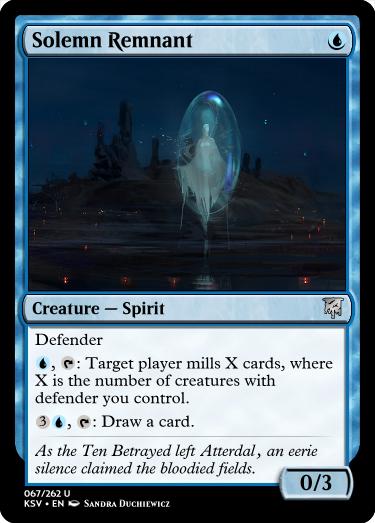 Solemn Remnant
Creature — Spirit
Defender
, : Target player mills X cards, where
X is the number of creatures with
defender you control.
3 , : Draw a card.
As the Ten Betrayed left Atterdal, an eerie
silence claimed the bloodied fields.
0/3
067/262 U
KSV • EN Sandra Duchiewicz